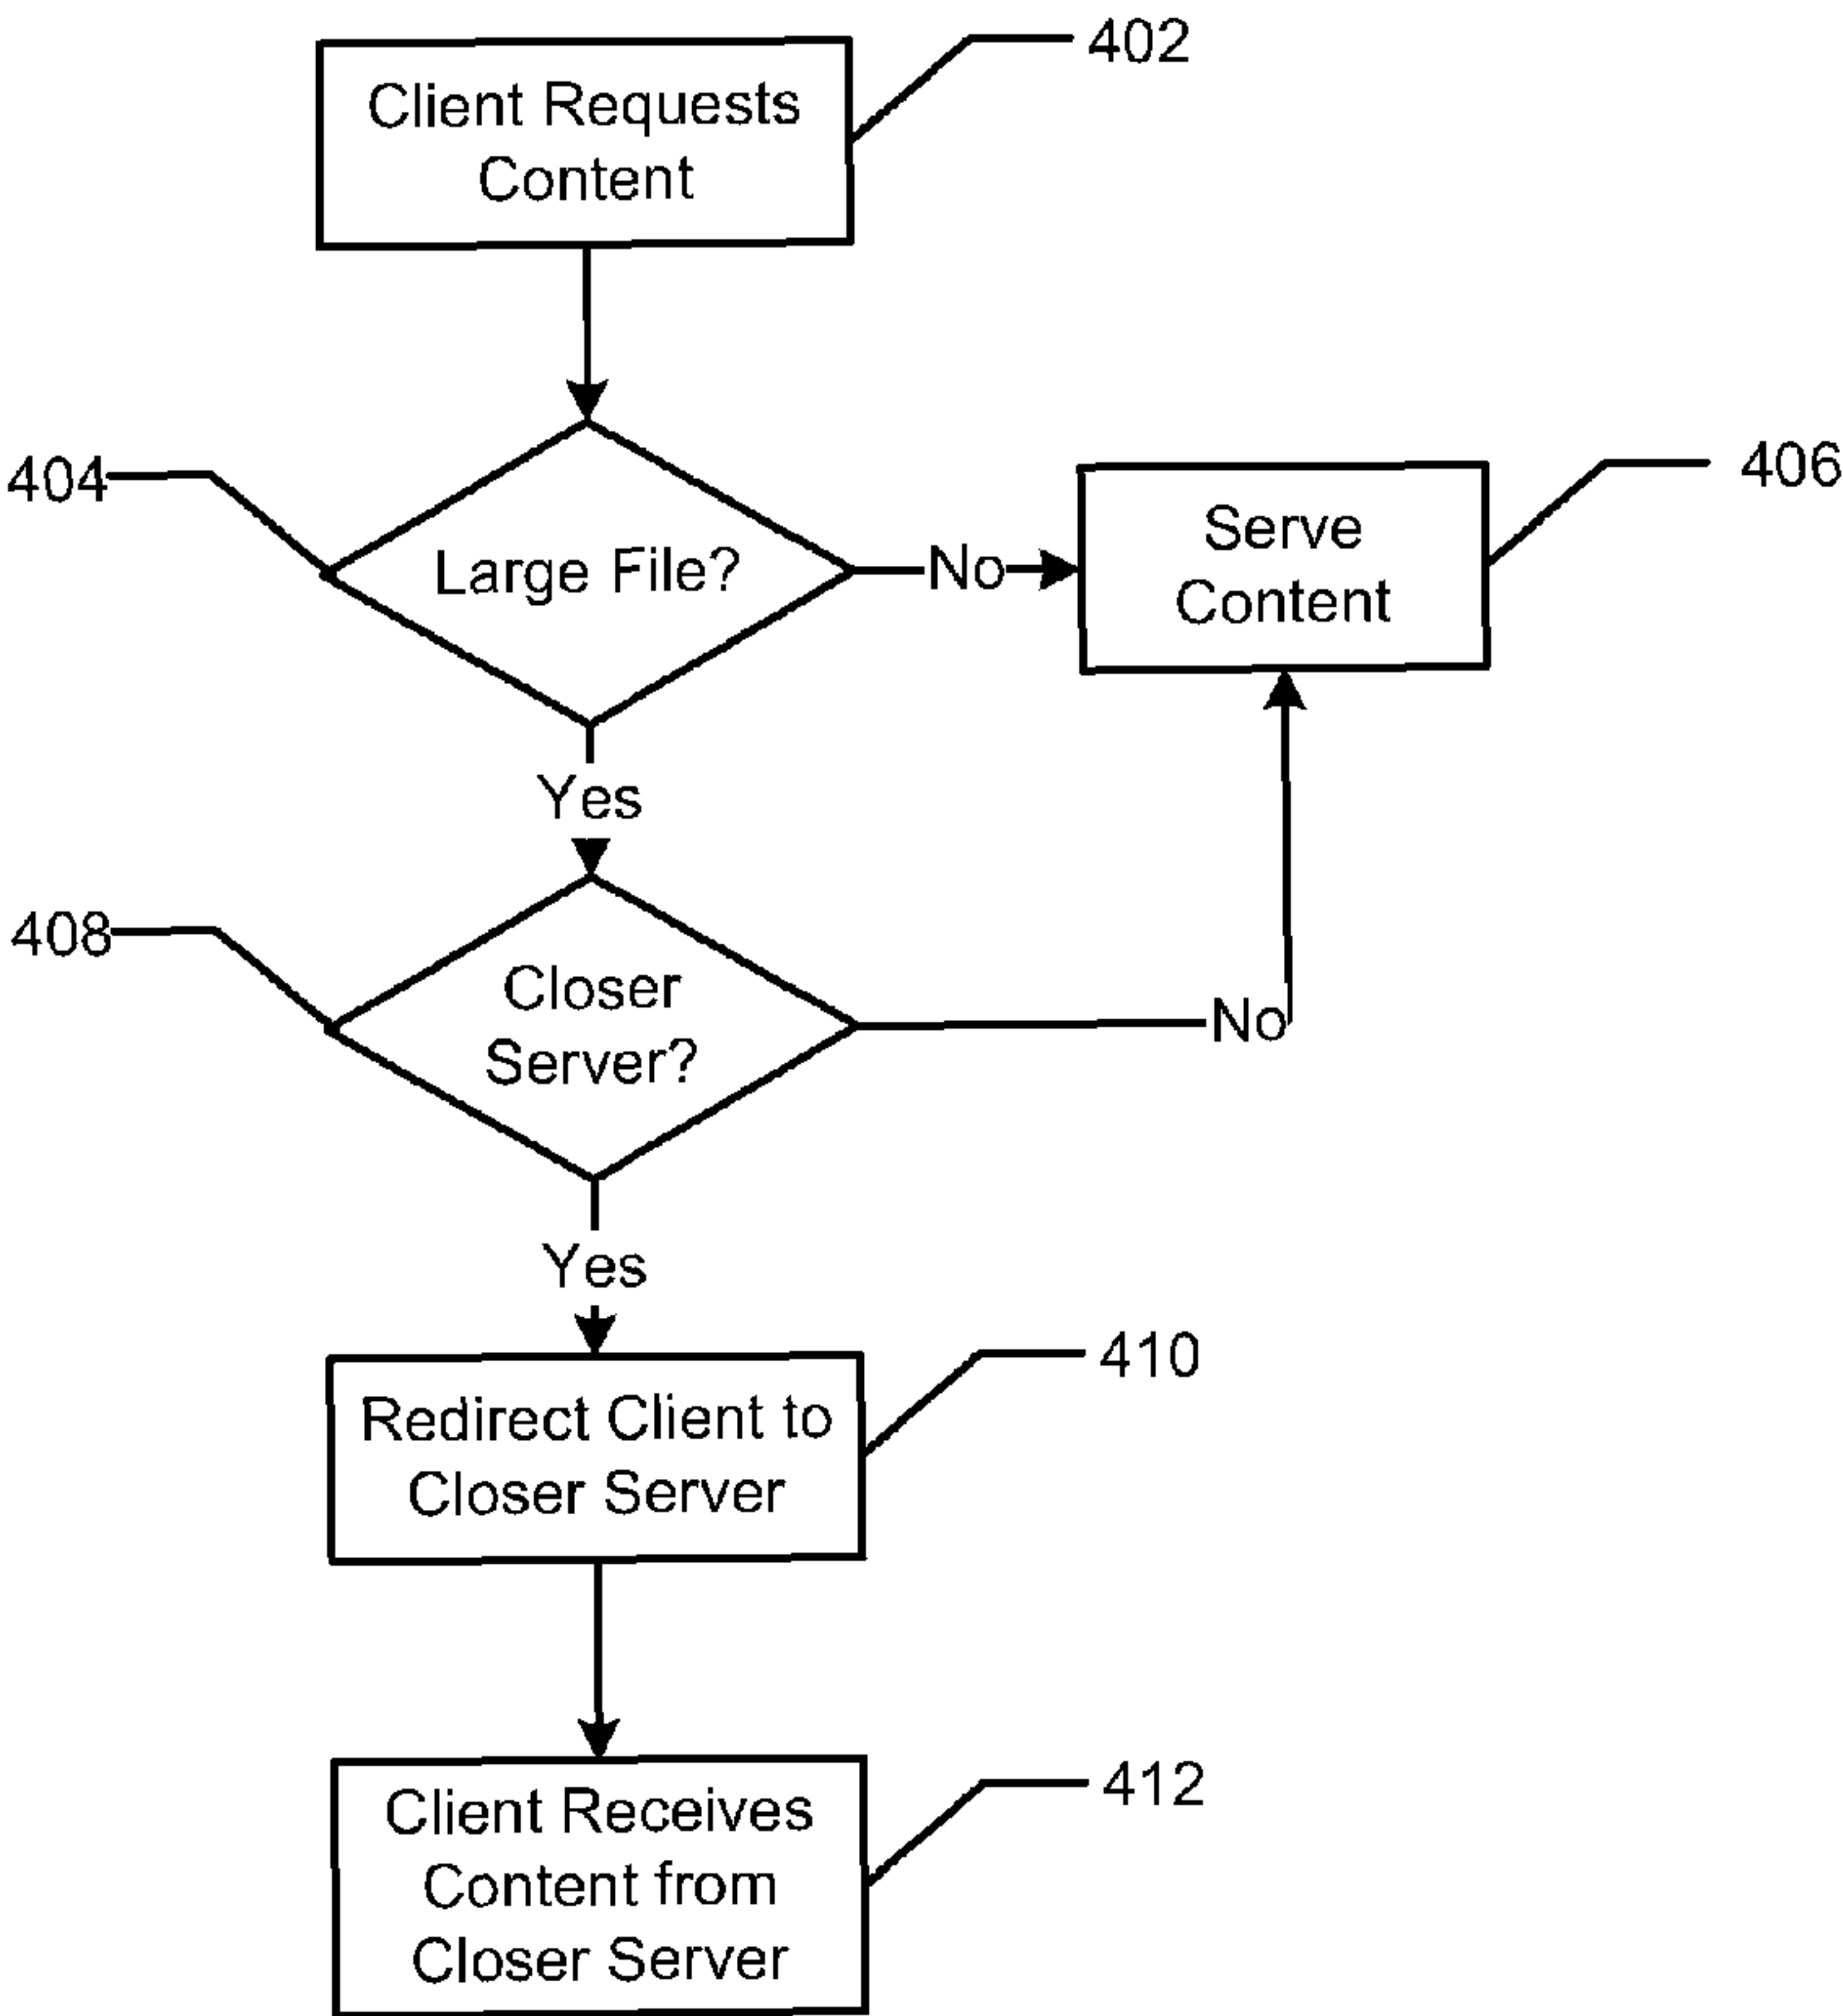 402
Client Requests
Content
404
Large File?
No
406
Serve
Content
Yes
408
Closer
Server?
No
Yes
410
Redirect Client to
Closer Server
412
Client Receives
Content from
Closer Server